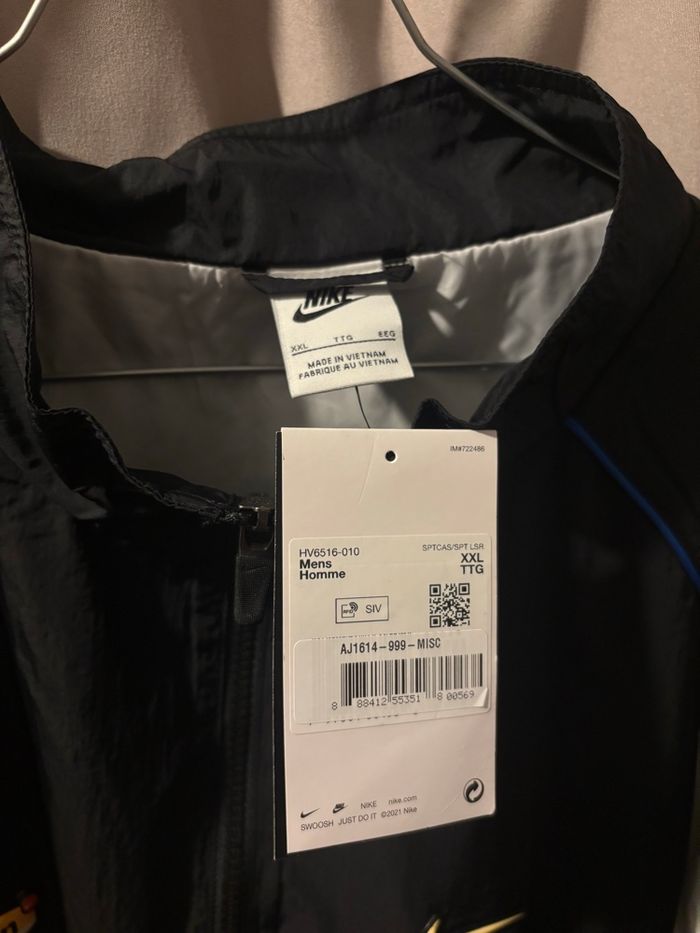 NIKE
XXL TTG EEG
MADE IN VIETNAM
FABRIQUE AU VIETNAM
IM#722486
HV6516-010 SPTCAS/SPT LSR
Mens XXL
Homme TTG
RFID SIV
AJ1614-999-MISC
8 88412 55351 8 00569
NIKE nike.com
SWOOSH JUST DO IT ©2021 Nike